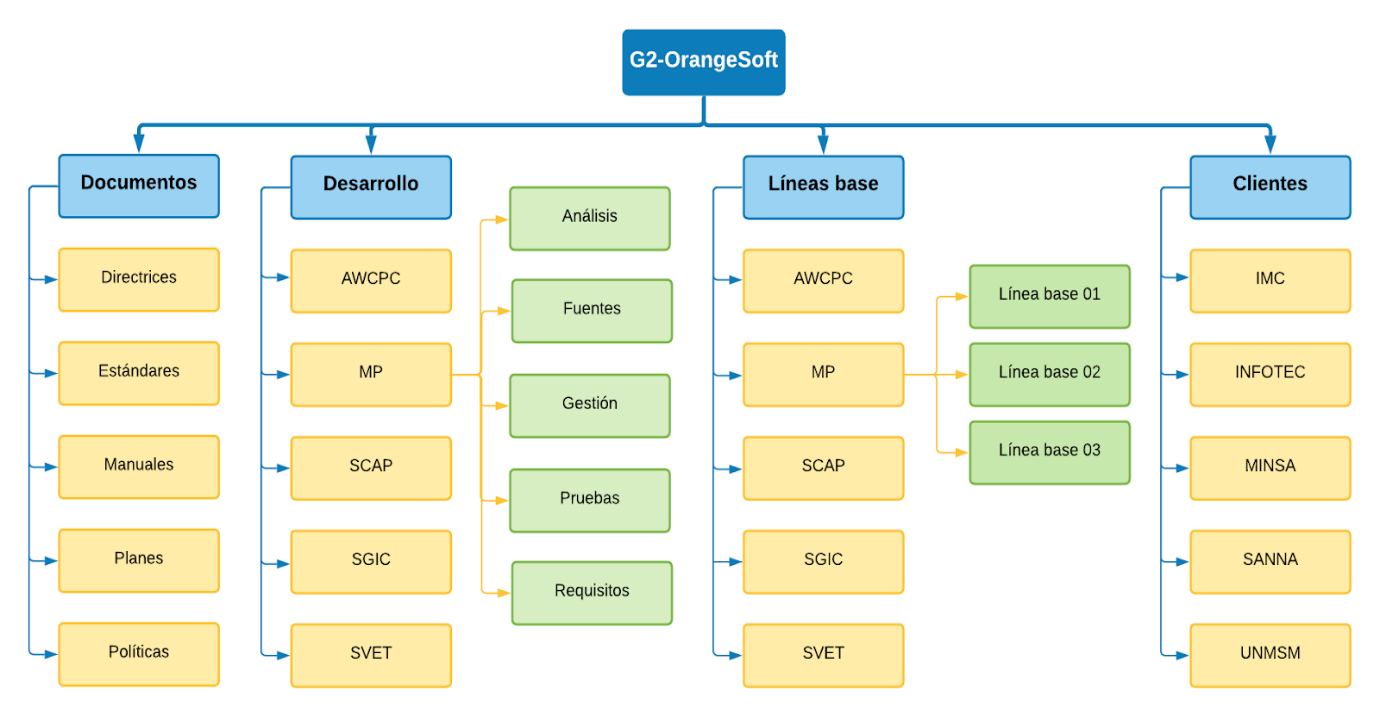 G2-OrangeSoft
Documentos
Directrices
Estándares
Manuales
Planes
Políticas
Desarrollo
AWCPC
MP
SCAP
SGIC
SVET
Análisis
Fuentes
Gestión
Pruebas
Requisitos
Líneas base
AWCPC
MP
SCAP
SGIC
SVET
Línea base 01
Línea base 02
Línea base 03
Clientes
IMC
INFOTEC
MINSA
SANNA
UNMSM